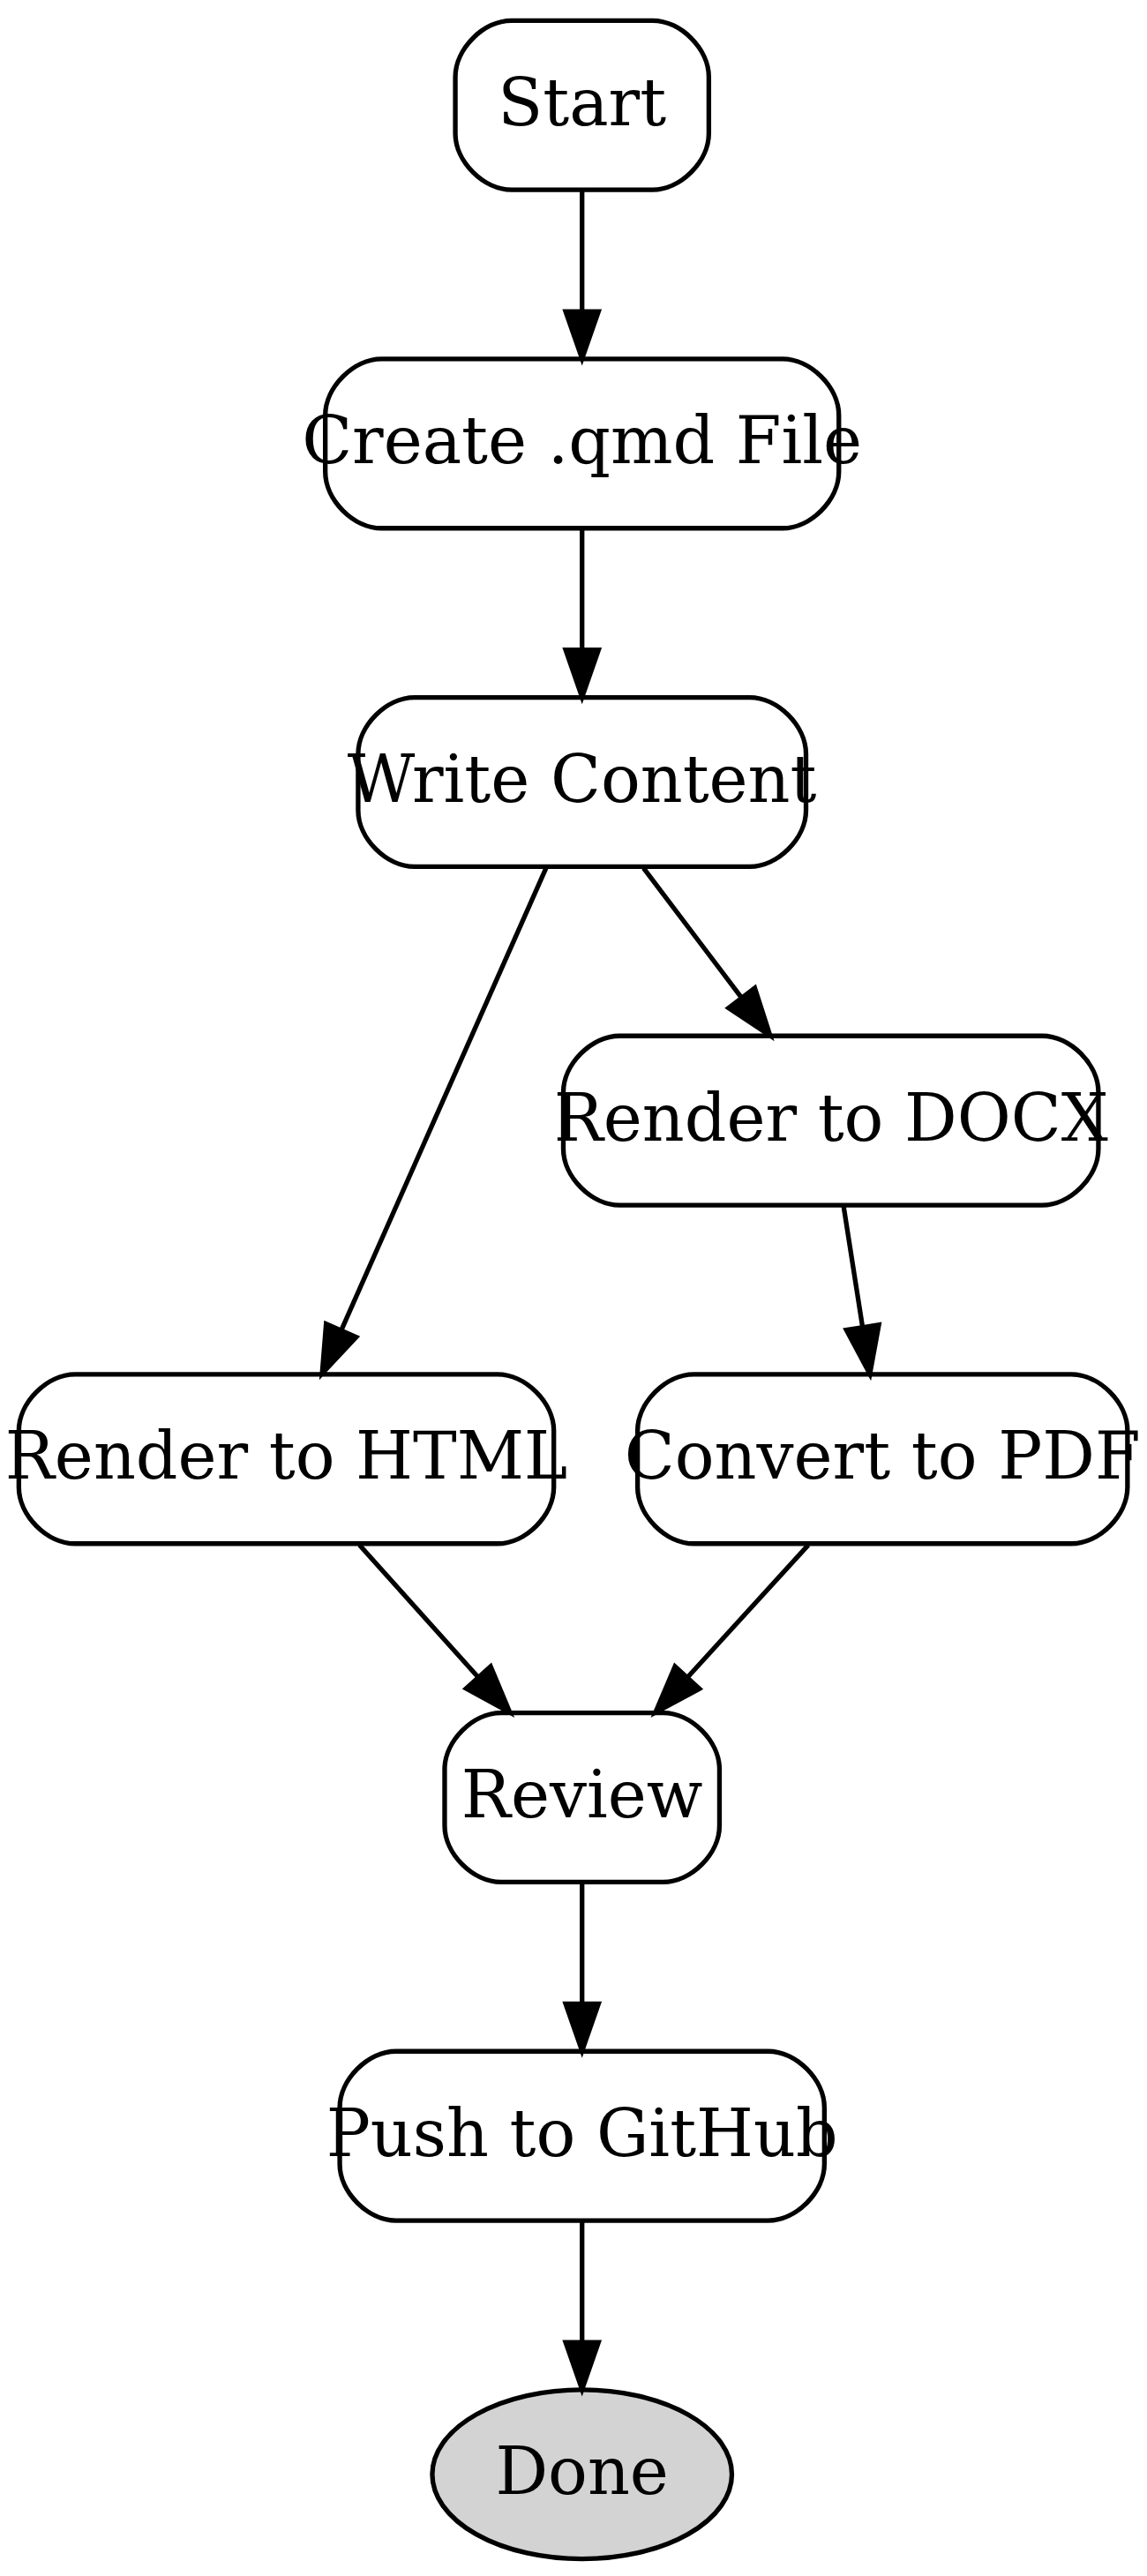 Start
Create .qmd File
Write Content
Render to DOCX
Render to HTML
Convert to PDF
Review
Push to GitHub
Done